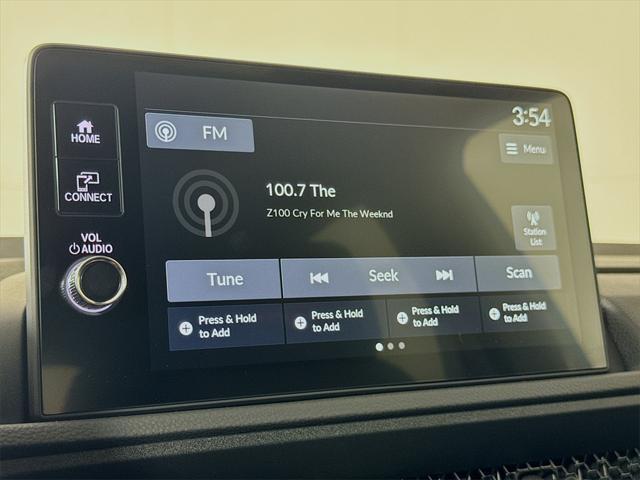 3:54
HOME
FM
Menu
CONNECT
100.7 The
Z100 Cry For Me The Weeknd
Station
List
VOL
AUDIO
Tune
Seek
Scan
Press & Hold
to Add
Press & Hold
to Add
Press & Hold
to Add
Press & Hold
to Add